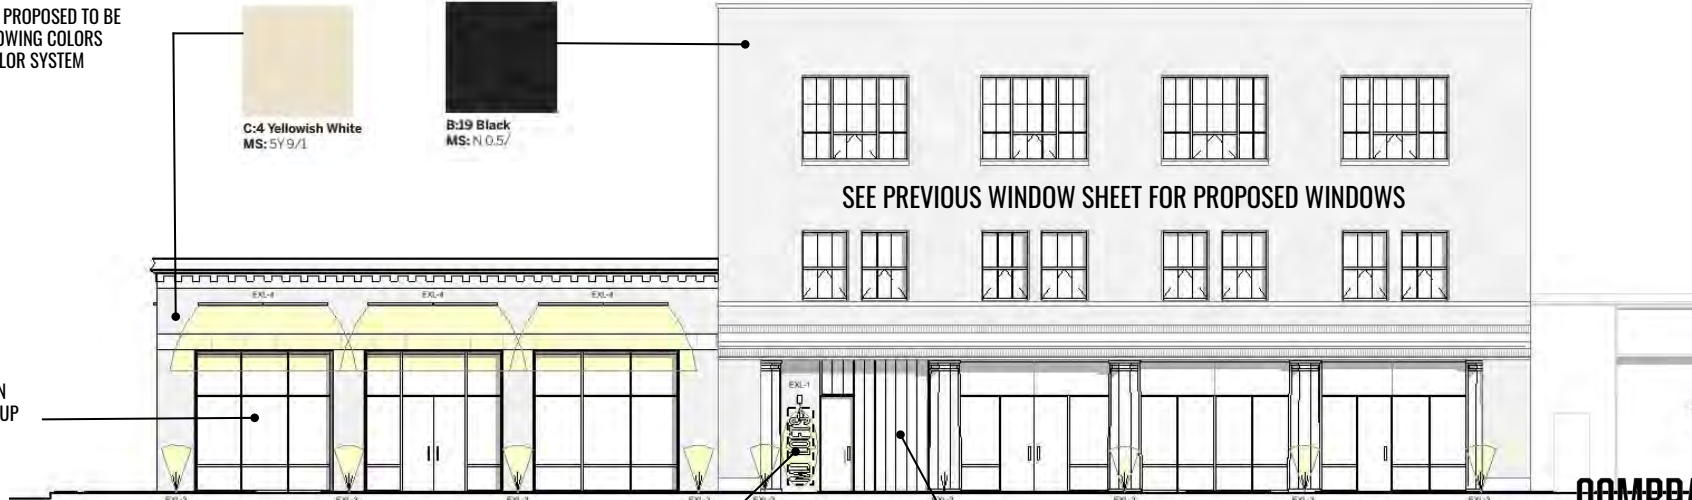 PROPOSED TO BE
OWING COLORS
LOR SYSTEM
C:4 Yellowish White
MS: 5Y 9/1
B:19 Black
MS: N 0.5/
SEE PREVIOUS WINDOW SHEET FOR PROPOSED WINDOWS
EXL-4 EXL-4 EXL-4
N
UP
EXL-1
LOFTS